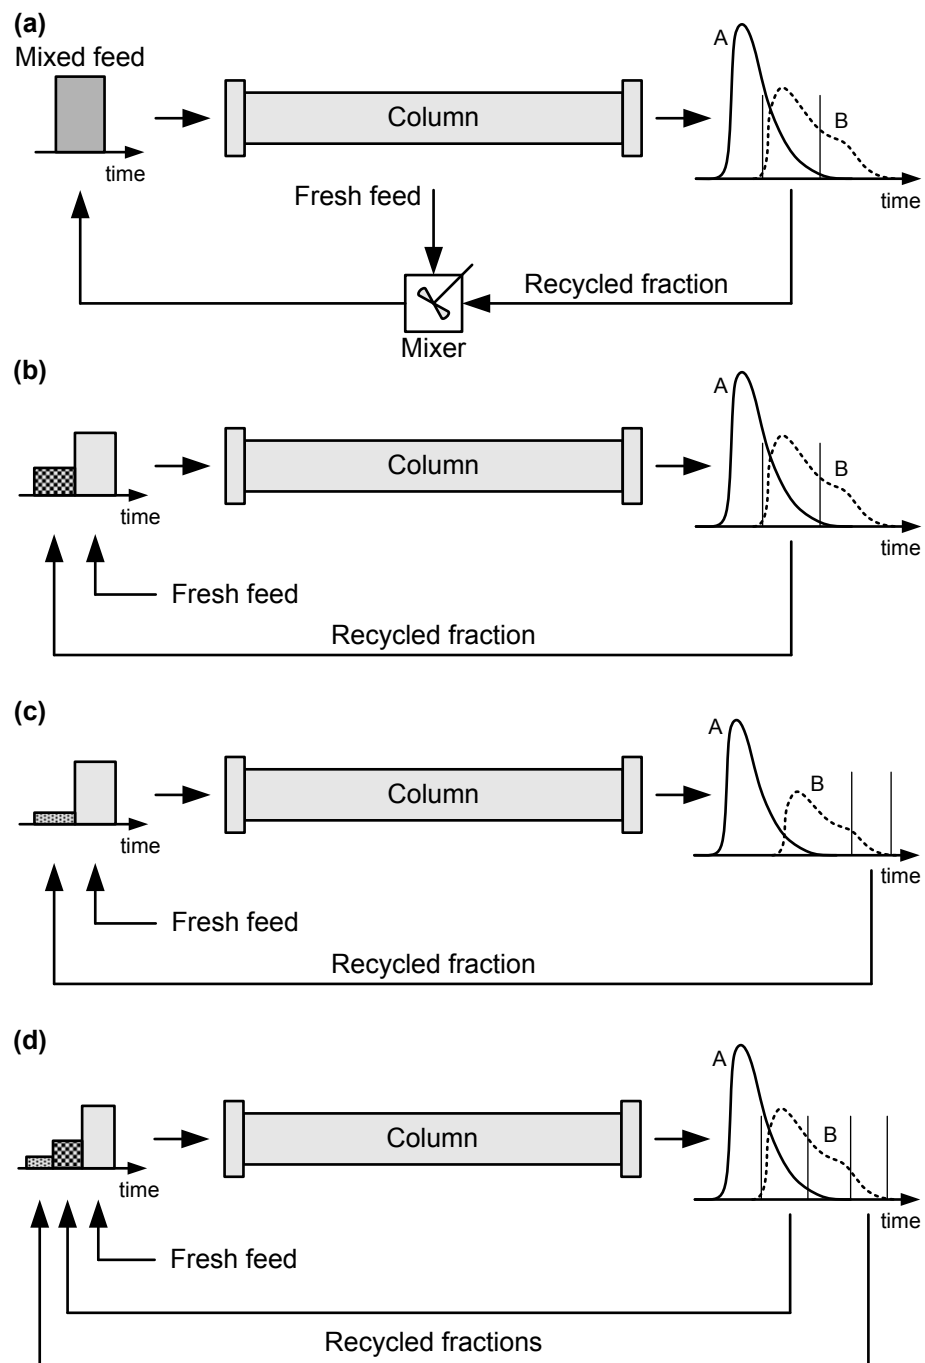 (a)
Mixed feed
time
Column
A
B
time
Fresh feed
Recycled fraction
Mixer
(b)
time
Column
A
B
time
Fresh feed
Recycled fraction
(c)
time
Column
A
B
time
Fresh feed
Recycled fraction
(d)
time
Column
A
B
time
Fresh feed
Recycled fractions